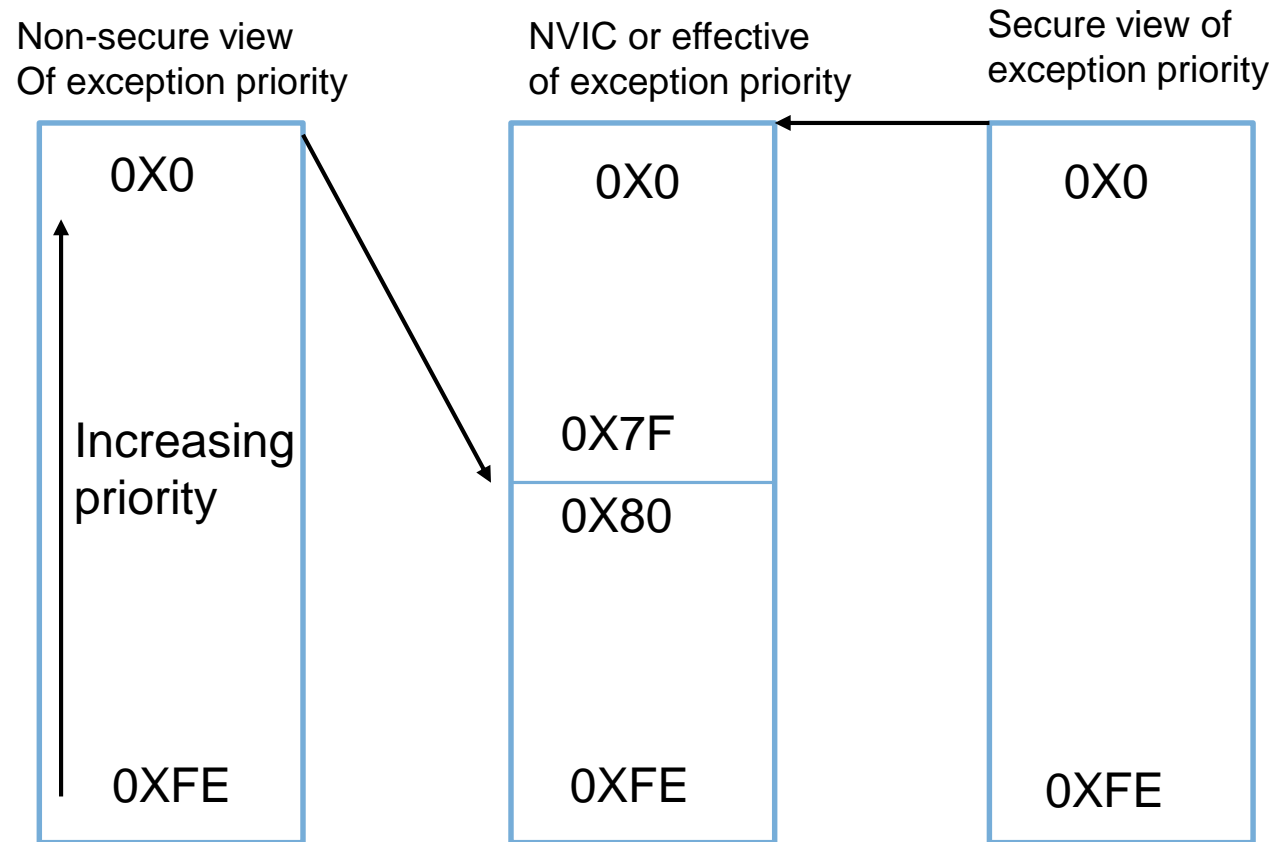 Non-secure view
Of exception priority
NVIC or effective
of exception priority
Secure view of
exception priority
0X0
0X0
0X0
Increasing
priority
0X7F
0X80
0XFE
0XFE
0XFE